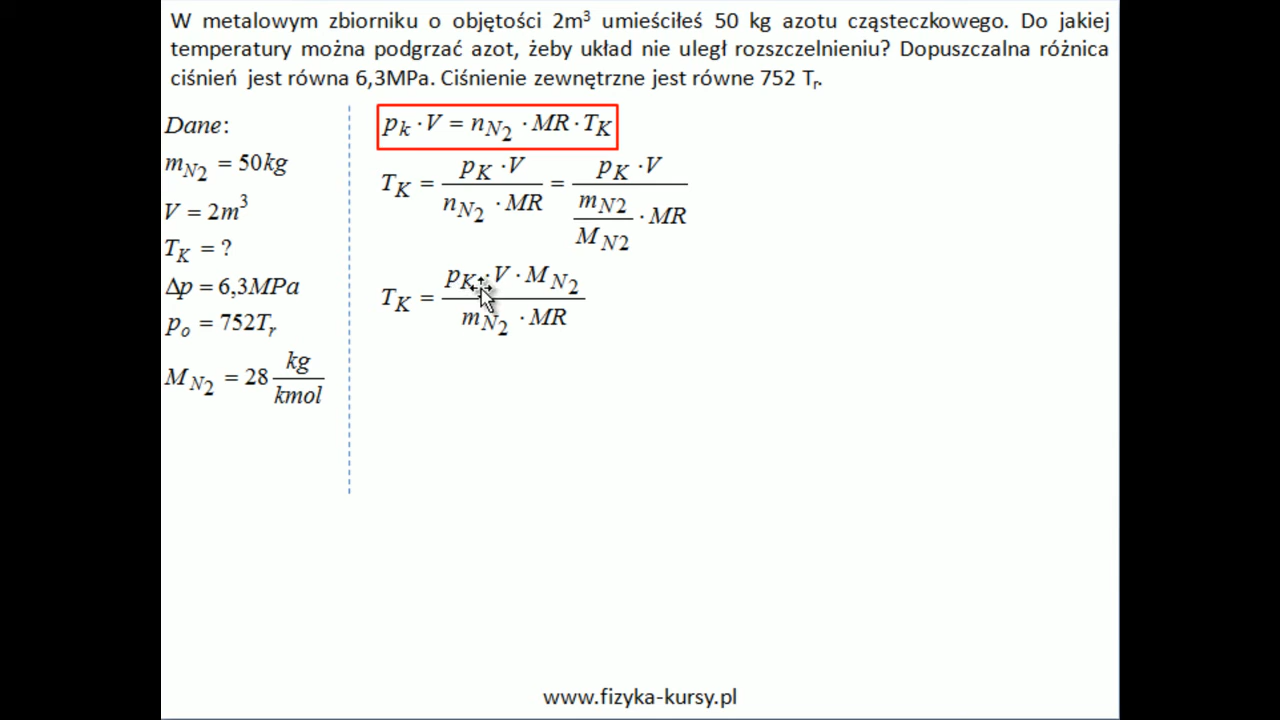 W metalowym zbiorniku o objętości 2m³ umieściłeś 50 kg azotu cząsteczkowego. Do jakiej
temperatury można podgrzać azot, żeby układ nie uległ rozszczelnieniu? Dopuszczalna różnica
ciśnień jest równa 6,3MPa. Ciśnienie zewnętrzne jest równe 752 Tr.
Dane:
m_N2 = 50kg
V = 2m³
T_K = ?
Δp = 6,3MPa
p_o = 752T_r
M_N2 = 28 kg/kmol
p_k · V = n_N2 · MR · T_K
T_K = (p_K · V)/(n_N2 · MR) = (p_K · V)/((m_N2/M_N2) · MR)
T_K = (p_K · V · M_N2)/(m_N2 · MR)
www.fizyka-kursy.pl